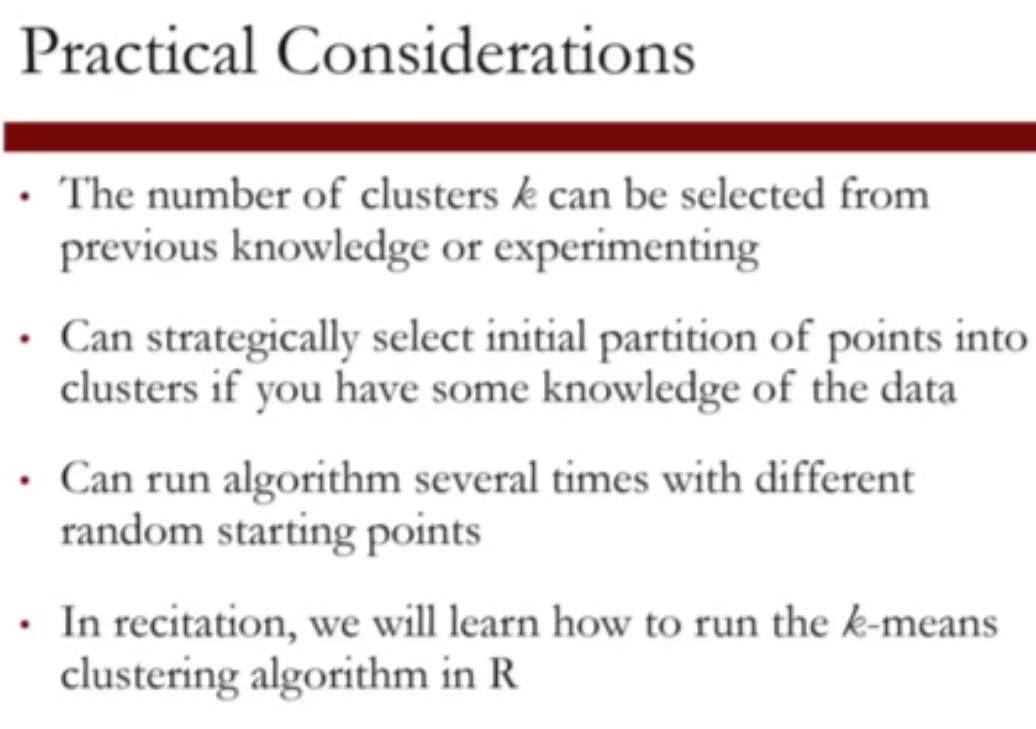 Practical Considerations
• The number of clusters k can be selected from
previous knowledge or experimenting
• Can strategically select initial partition of points into
clusters if you have some knowledge of the data
• Can run algorithm several times with different
random starting points
• In recitation, we will learn how to run the k-means
clustering algorithm in R